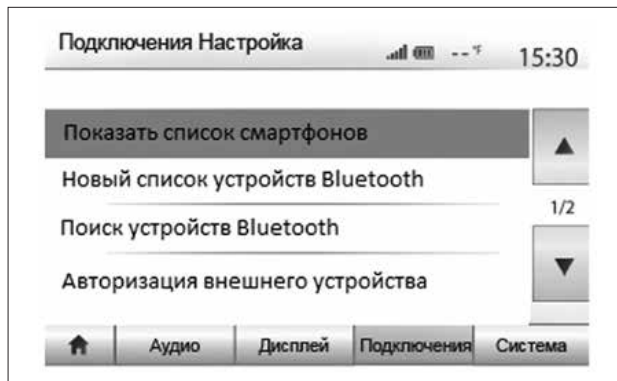 Подключения Настройка -- °F 15:30
Показать список смартфонов
Новый список устройств Bluetooth
1/2
Поиск устройств Bluetooth
Авторизация внешнего устройства
Аудио Дисплей Подключения Система